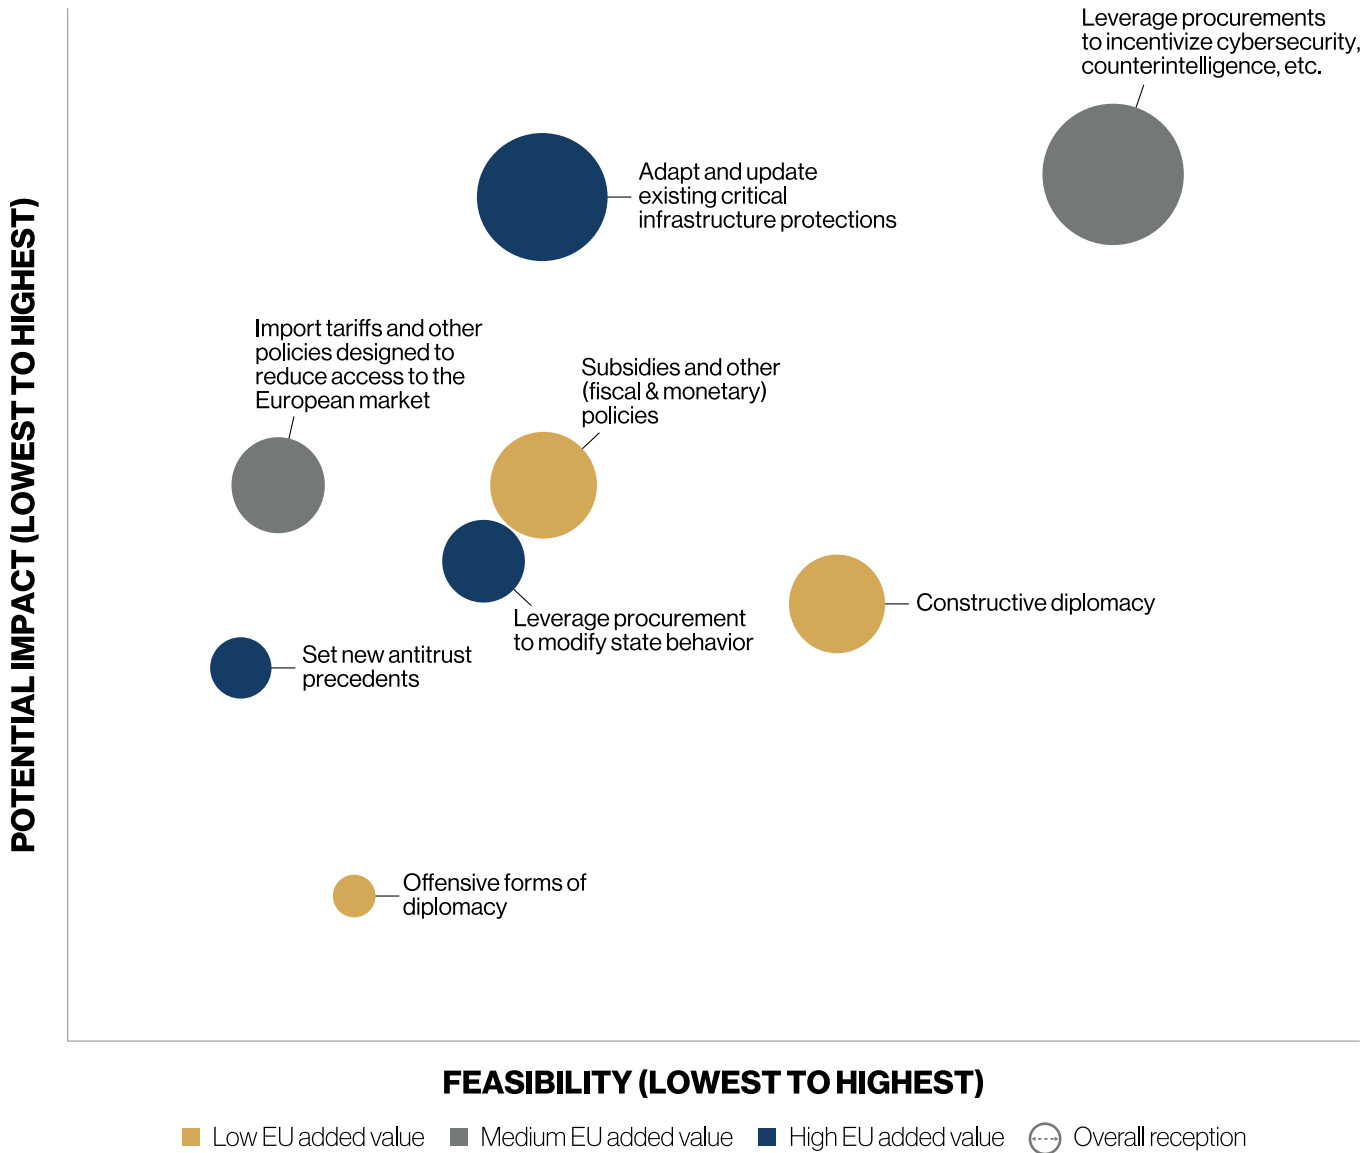 Leverage procurements
to incentivize cybersecurity,
counterintelligence, etc.
Adapt and update
existing critical
infrastructure protections
Import tariffs and other
policies designed to
reduce access to the
European market
Subsidies and other
(fiscal & monetary)
policies
Leverage procurement
to modify state behavior
Constructive diplomacy
Set new antitrust
precedents
Offensive forms of
diplomacy
POTENTIAL IMPACT (LOWEST TO HIGHEST)
FEASIBILITY (LOWEST TO HIGHEST)
Low EU added value
Medium EU added value
High EU added value
Overall reception